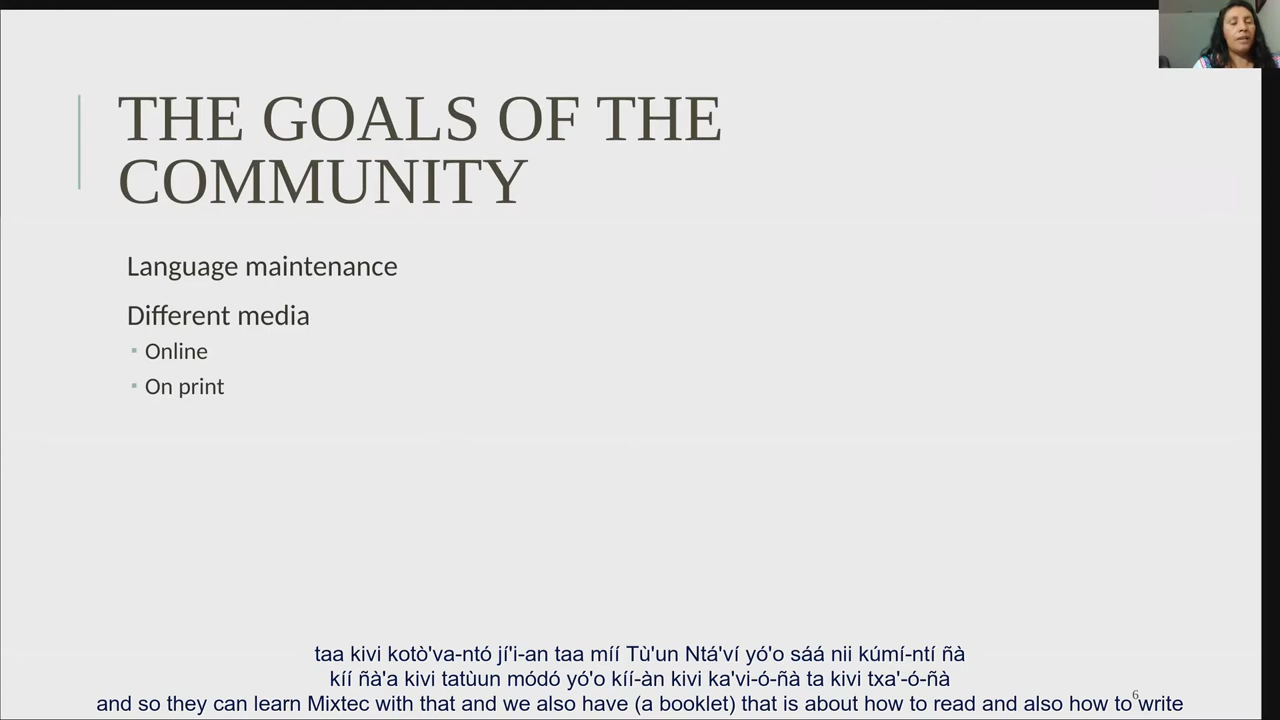 THE GOALS OF THE
COMMUNITY
Language maintenance
Different media
▪ Online
▪ On print
taa kivi kotò'va-ntó jí'i-an taa míí Tù'un Ntá'ví yó'o sáá nii kúmí-ntí ñà
kíí ñà'a kivi tatùun módó yó'o kíí-àn kivi ka'vi-ó-ñà ta kivi txa'-ó-ñà
and so they can learn Mixtec with that and we also have (a booklet) that is about how to read and also how to write
6